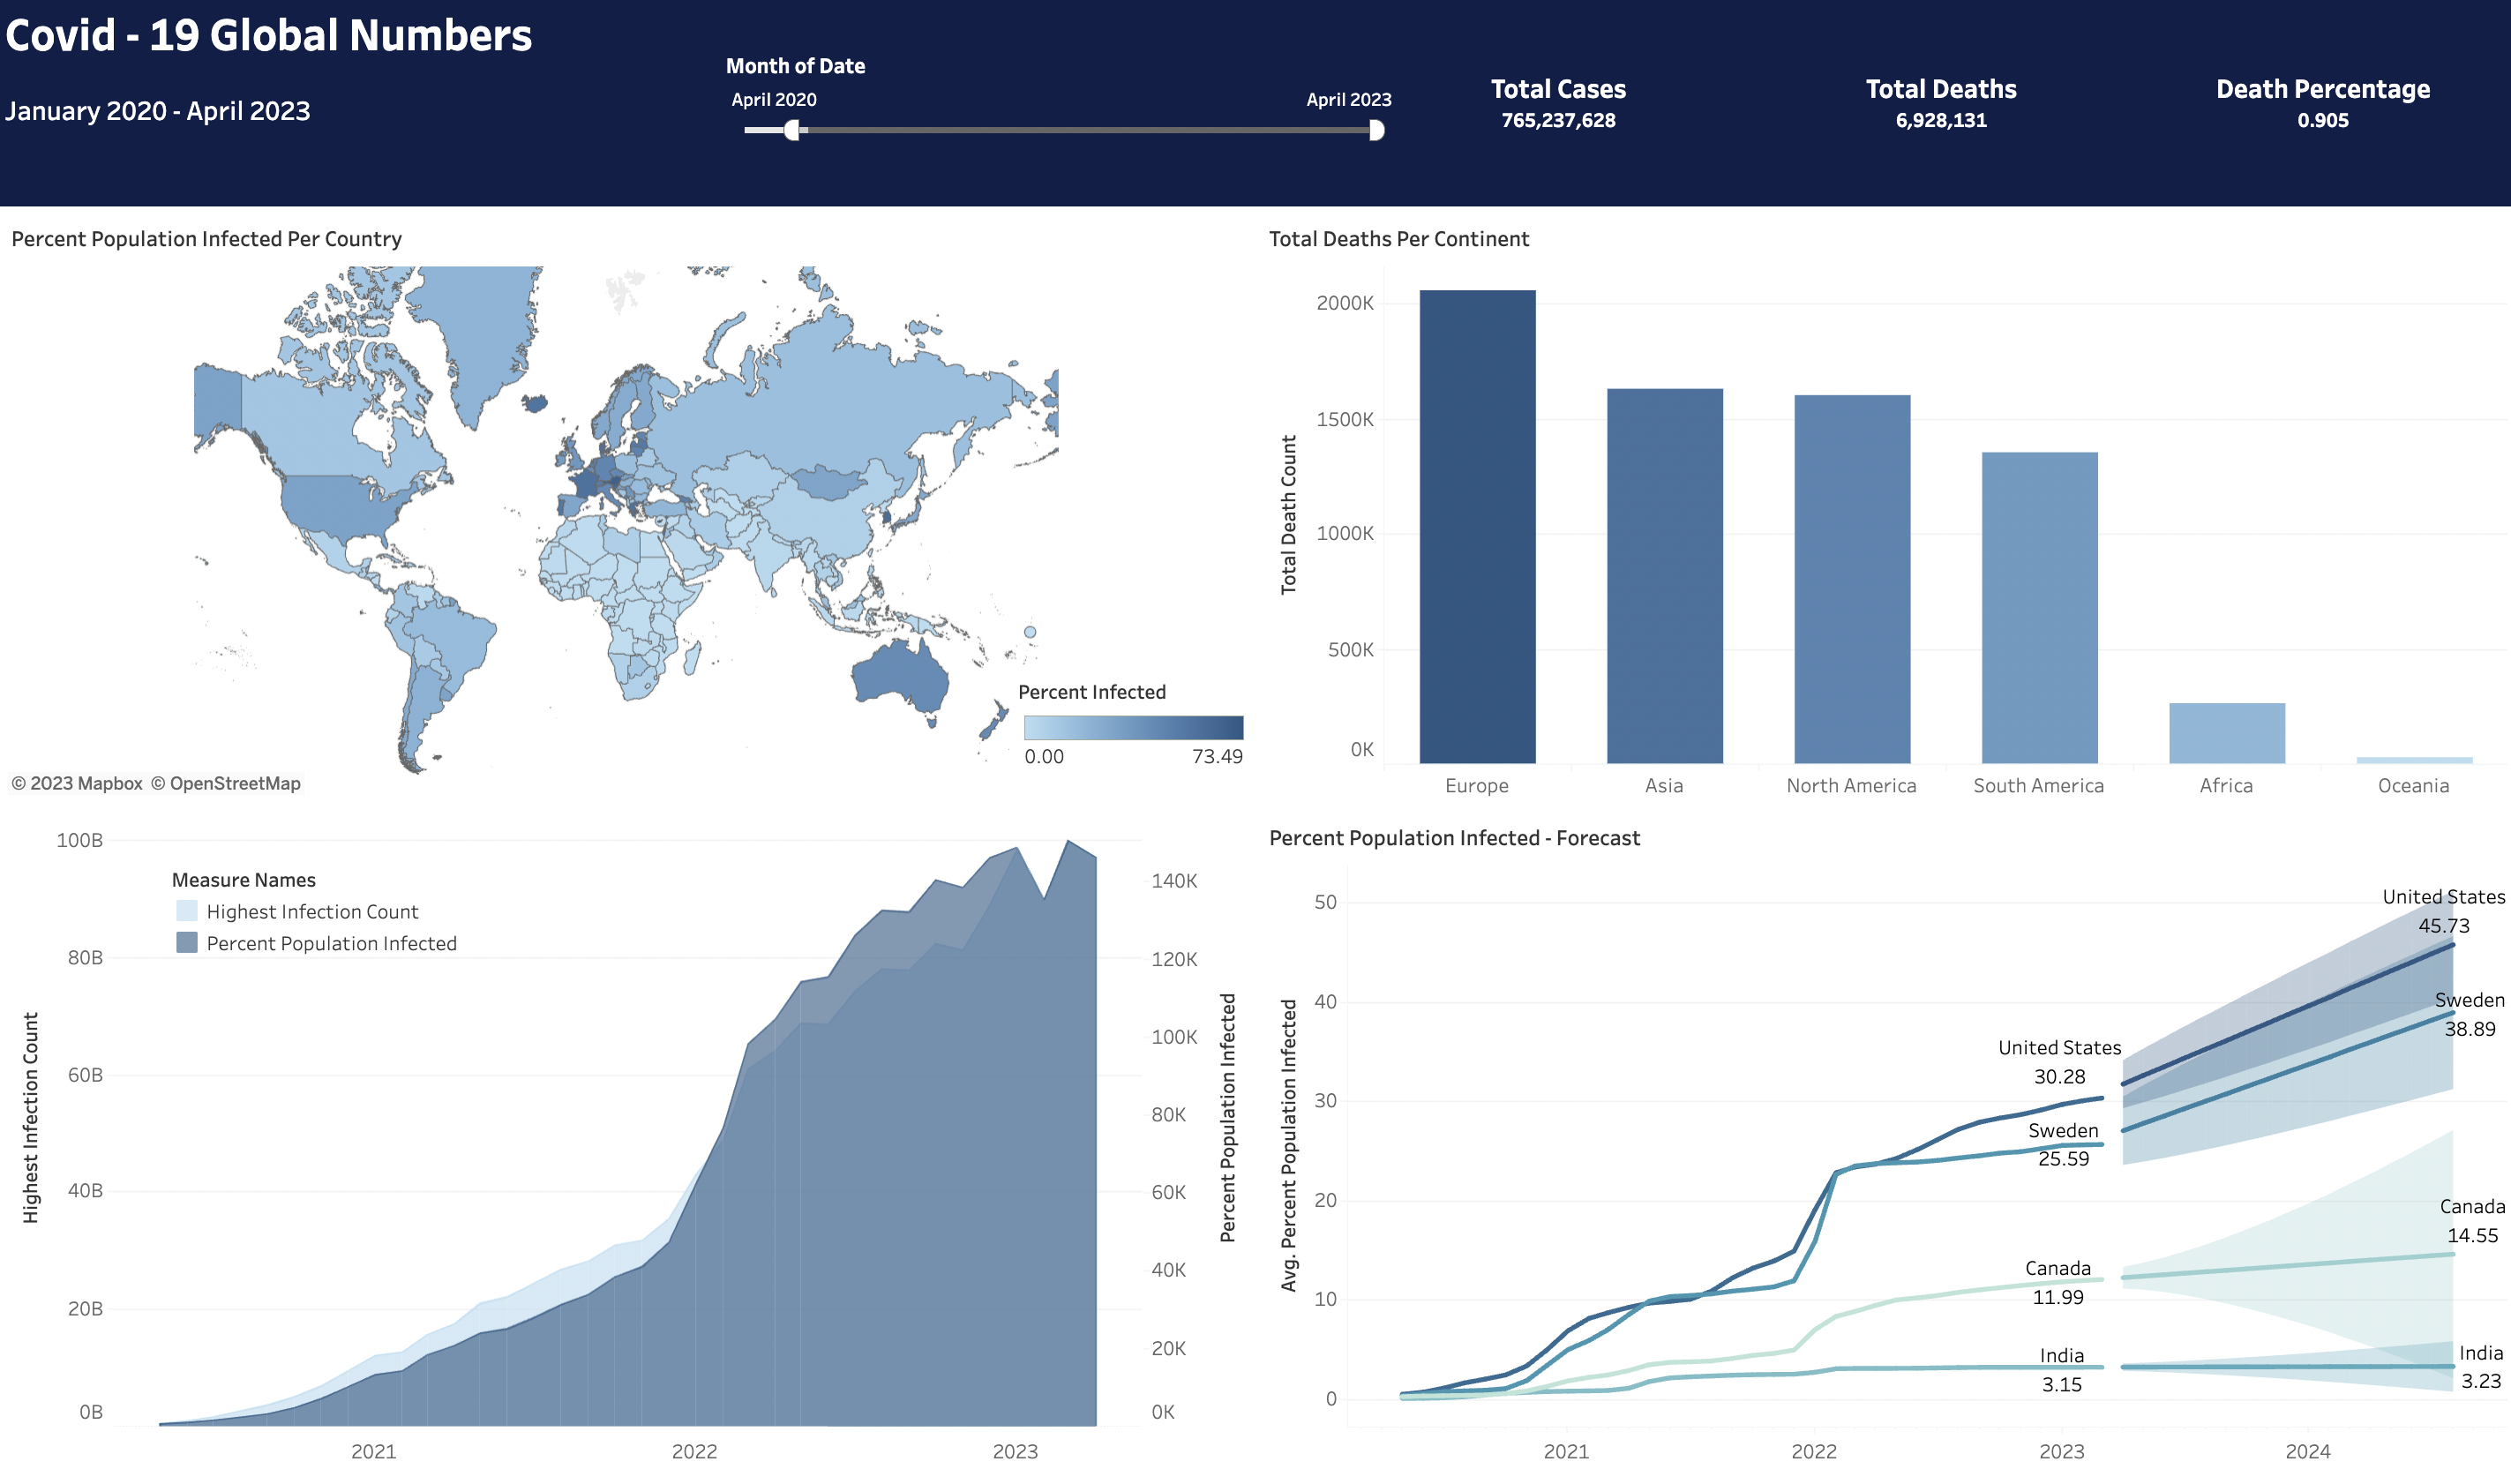 Covid - 19 Global Numbers
January 2020 - April 2023
Month of Date
April 2020
April 2023
Total Cases
765,237,628
Total Deaths
6,928,131
Death Percentage
0.905
Percent Population Infected Per Country
Percent Infected
0.00
73.49
© 2023 Mapbox © OpenStreetMap
Total Deaths Per Continent
Total Death Count
2000K
1500K
1000K
500K
0K
Europe
Asia
North America
South America
Africa
Oceania
Measure Names
Highest Infection Count
Percent Population Infected
Highest Infection Count
100B
80B
60B
40B
20B
0B
140K
120K
100K
80K
60K
40K
20K
0K
Percent Population Infected
2021
2022
2023
Percent Population Infected - Forecast
Avg. Percent Population Infected
50
40
30
20
10
0
United States
45.73
Sweden
38.89
United States
30.28
Sweden
25.59
Canada
14.55
Canada
11.99
India
3.15
India
3.23
2021
2022
2023
2024